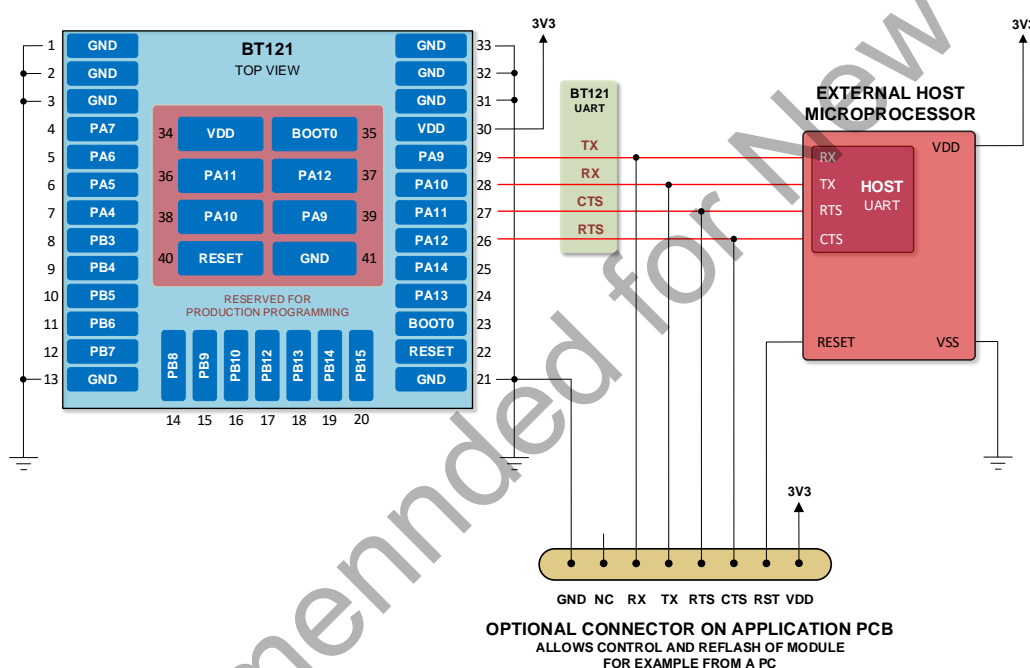 3V3
3V3
1 GND BT121 GND 33
2 GND TOP VIEW GND 32
3 GND GND 31
4 PA7 VDD 30
5 PA6 PA9 29
6 PA5 PA10 28
7 PA4 PA11 27
8 PB3 PA12 26
9 PB4 PA14 25
10 PB5 PA13 24
11 PB6 BOOT0 23
12 PB7 RESET 22
13 GND GND 21
34 VDD BOOT0 35
36 PA11 PA12 37
38 PA10 PA9 39
40 RESET GND 41
RESERVED FOR
PRODUCTION PROGRAMMING
PB8 PB9 PB10 PB12 PB13 PB14 PB15
14 15 16 17 18 19 20
BT121
UART
TX
RX
CTS
RTS
EXTERNAL HOST
MICROPROCESSOR
VDD
RX
TX HOST
RTS UART
CTS
RESET VSS
3V3
GND NC RX TX RTS CTS RST VDD
OPTIONAL CONNECTOR ON APPLICATION PCB
ALLOWS CONTROL AND REFLASH OF MODULE
FOR EXAMPLE FROM A PC
mennded for New